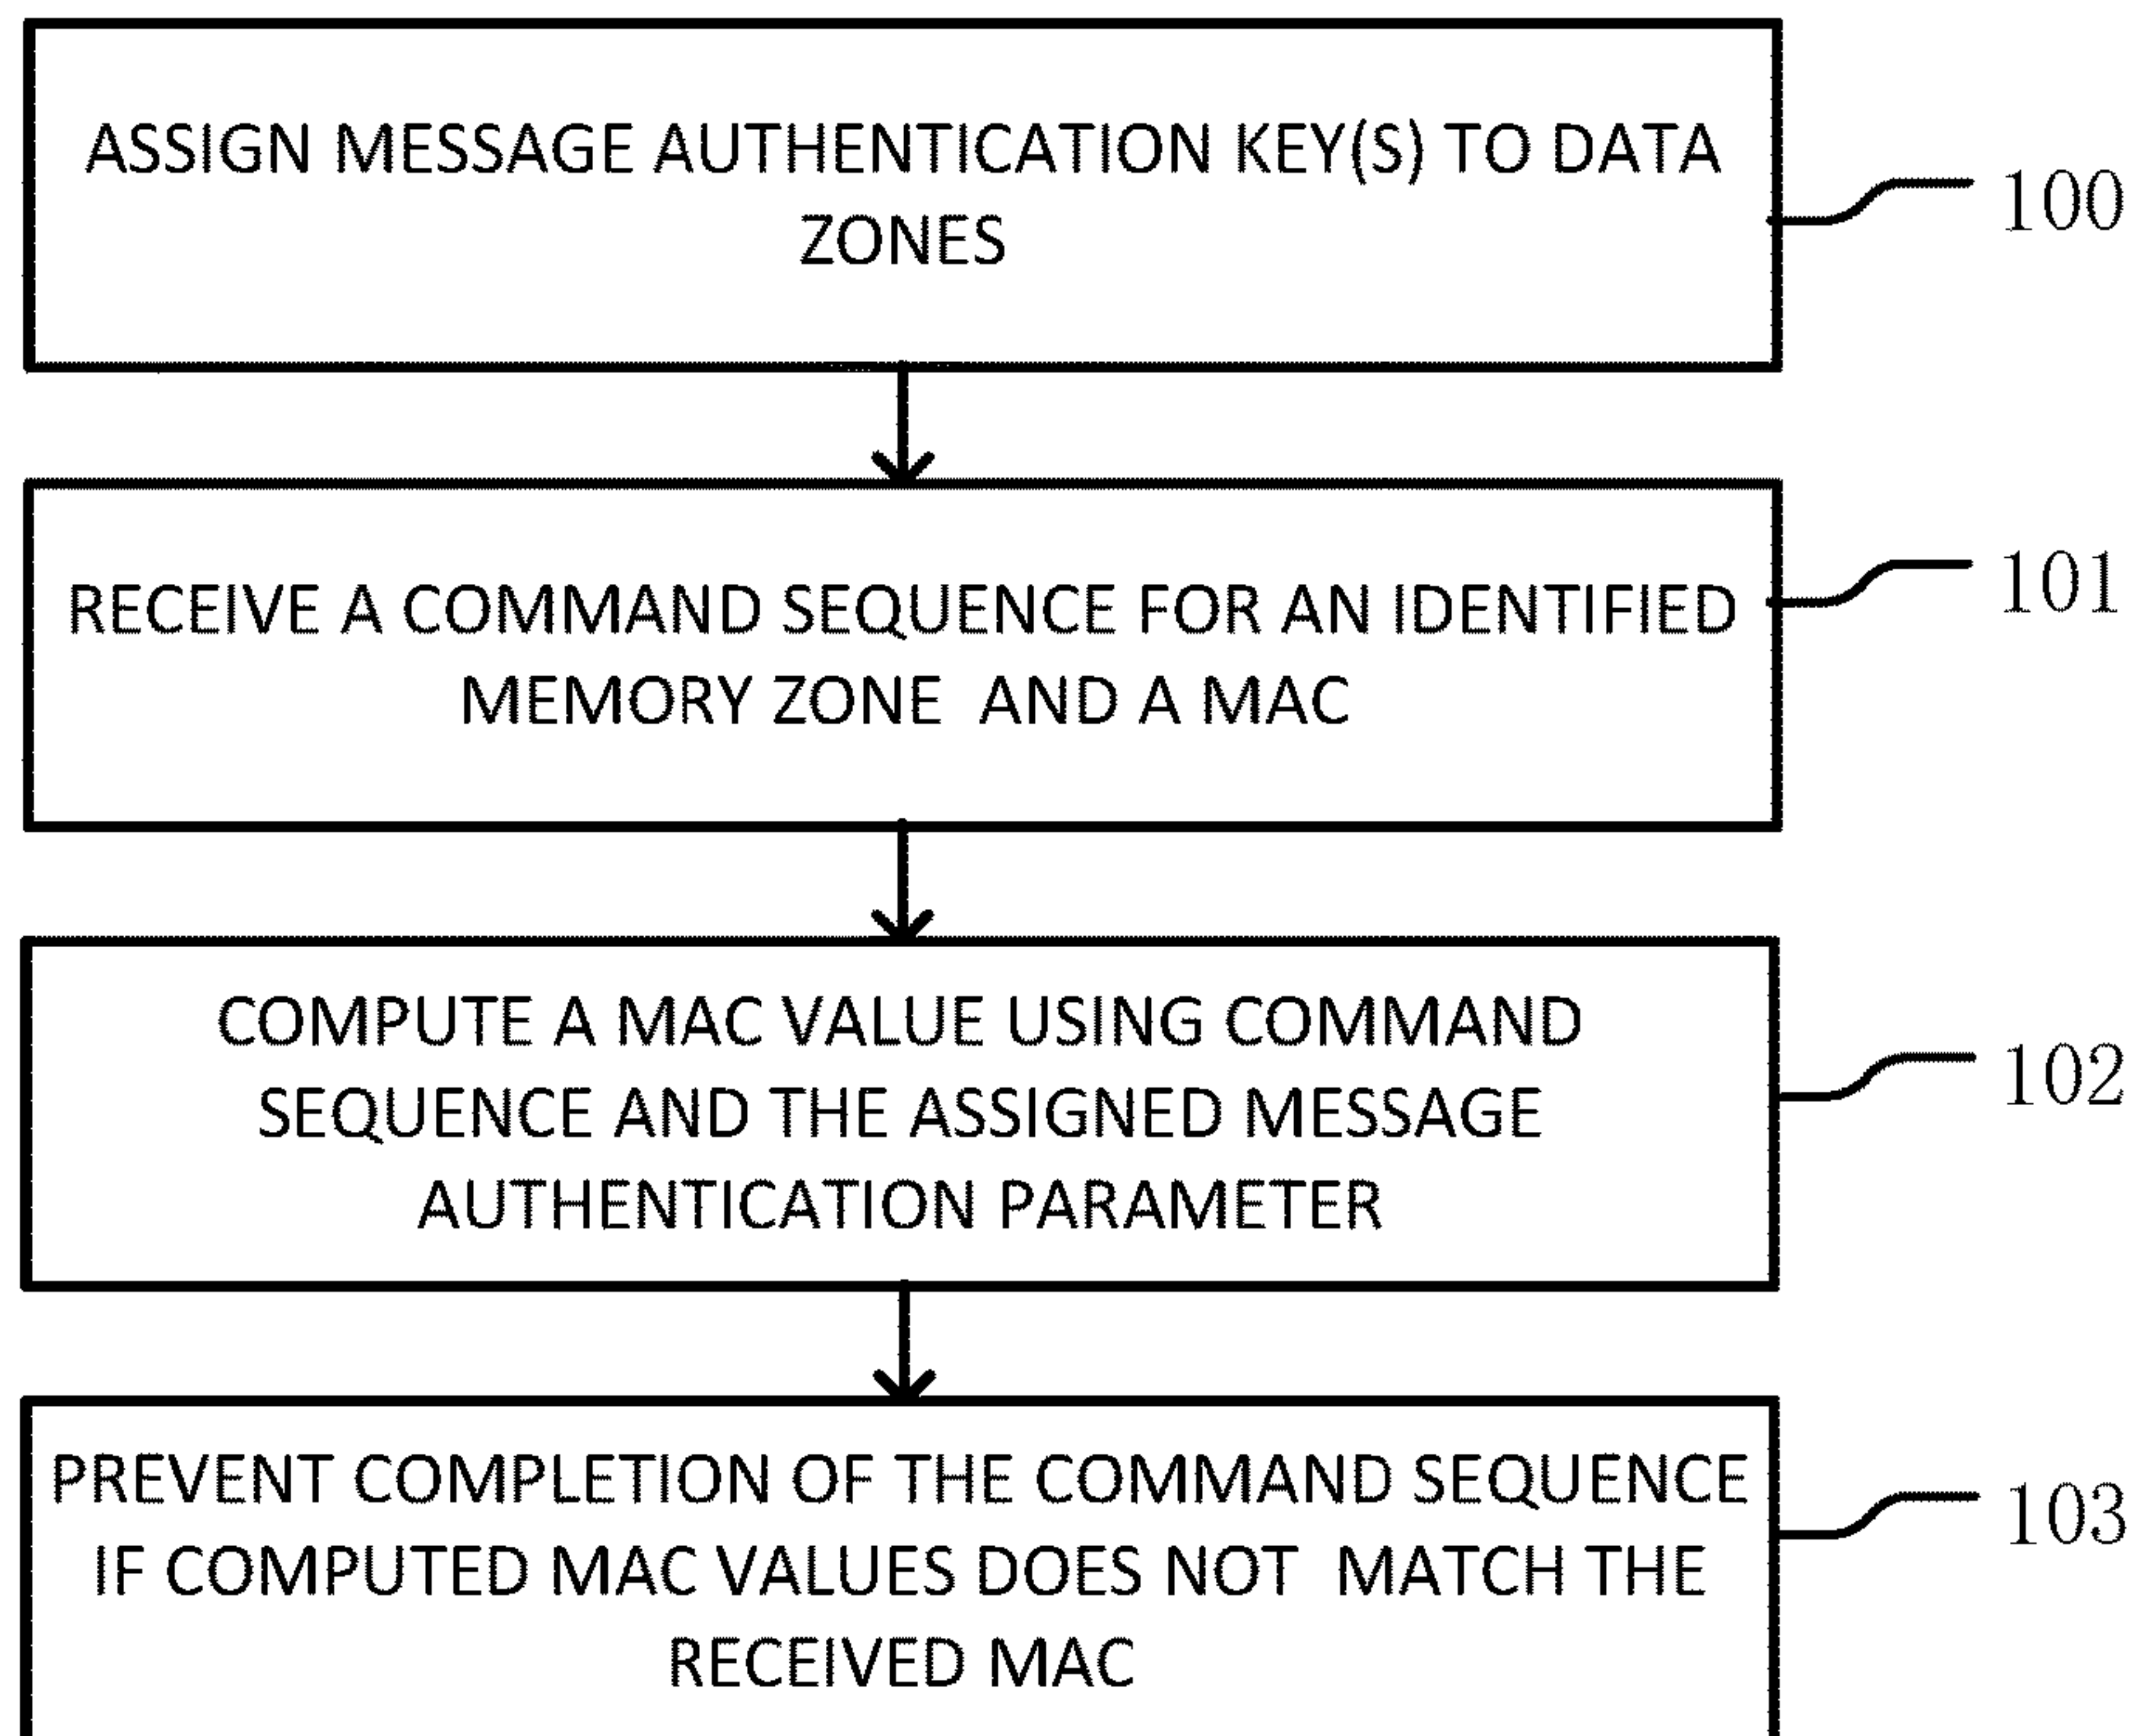 ASSIGN MESSAGE AUTHENTICATION KEY(S) TO DATA
ZONES
100
RECEIVE A COMMAND SEQUENCE FOR AN IDENTIFIED
MEMORY ZONE AND A MAC
101
COMPUTE A MAC VALUE USING COMMAND
SEQUENCE AND THE ASSIGNED MESSAGE
AUTHENTICATION PARAMETER
102
PREVENT COMPLETION OF THE COMMAND SEQUENCE
IF COMPUTED MAC VALUES DOES NOT MATCH THE
RECEIVED MAC
103